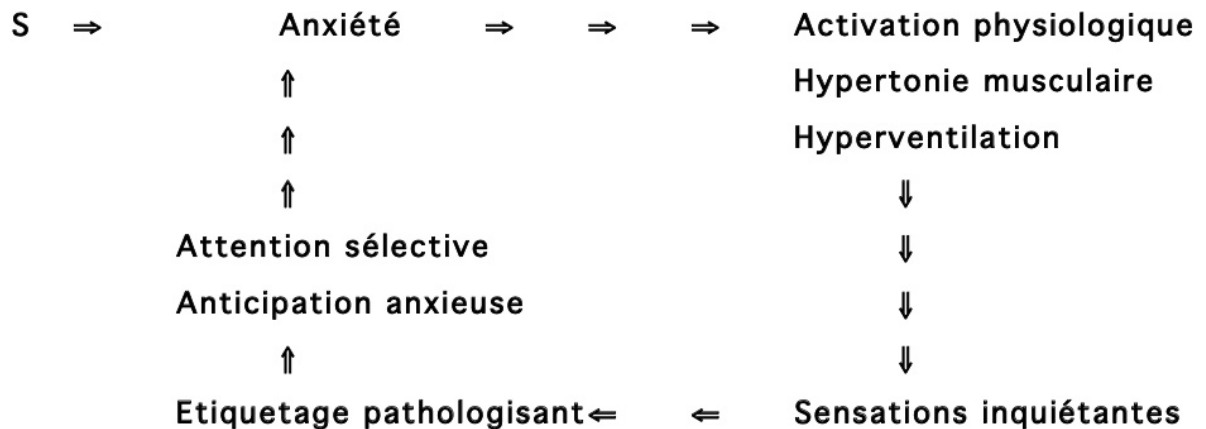 S ⇒ Anxiété ⇒ ⇒ ⇒ Activation physiologique
⇑ Hypertonie musculaire
⇑ Hyperventilation
⇑ ⇓
Attention sélective ⇓
Anticipation anxieuse ⇓
⇑ ⇓
Etiquetage pathologisant⇐ ⇐ Sensations inquiétantes